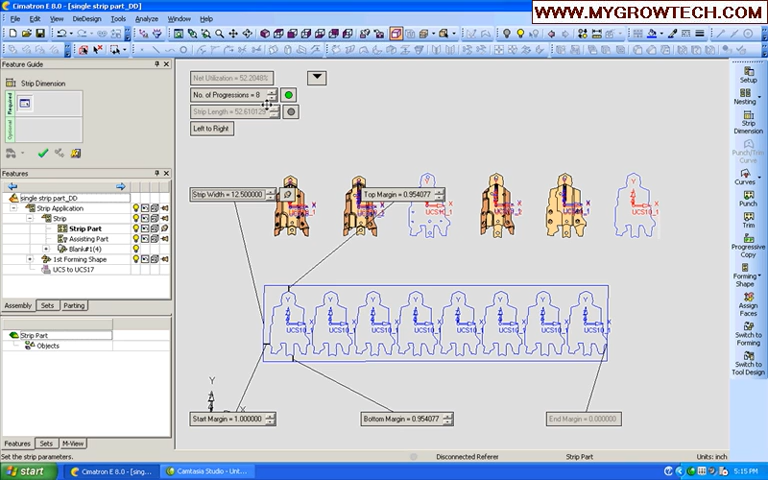 WWW.MYGROWTECH.COM
Cimatron E 8.0 - [single strip part_DD]
File Edit View DieDesign Tools Analyze Window Help
Feature Guide
Strip Dimension
Required
Optional
Features
single strip part_DD
Strip Application
Strip
Strip Part
Assisting Part
Blank#1(4)
1st Forming Shape
UCS to UCS17
Assembly Sets Parting
Strip Part
Objects
Features Sets M-View
Net Utilization = 52.2048%
No. of Progressions = 8
Left to Right
Strip Width = 12.500000
Top Margin = 0.954077
Start Margin = 1.000000
Bottom Margin = 0.954077
End Margin = 0.000000
Setup
Nesting
Strip Dimension
Punch/Trim Curve
Curves
Punch
Trim
Progressive Copy
Forming Shape
Assign Faces
Switch to Forming
Switch to Tool Design
Set the strip parameters.
Disconnected Referer
Strip Part
Units: inch
start
Cimatron E 8.0 - [sing...
Camtasia Studio - Unt...
5:15 PM